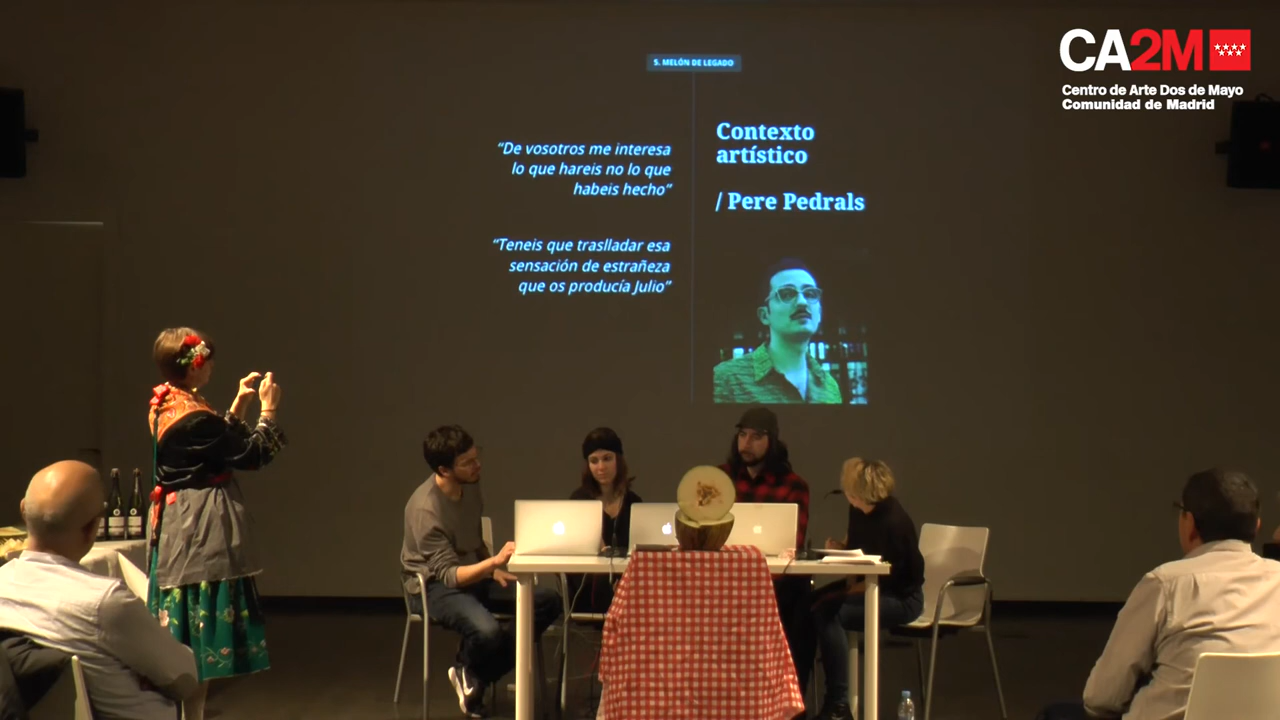 CA2M
Centro de Arte Dos de Mayo
Comunidad de Madrid
5. MELÓN DE LEGADO
“De vosotros me interesa
lo que hareis no lo que
habeis hecho”
“Teneis que traslladar esa
sensación de estrañeza
que os producía Julio”
Contexto
artístico
/ Pere Pedrals